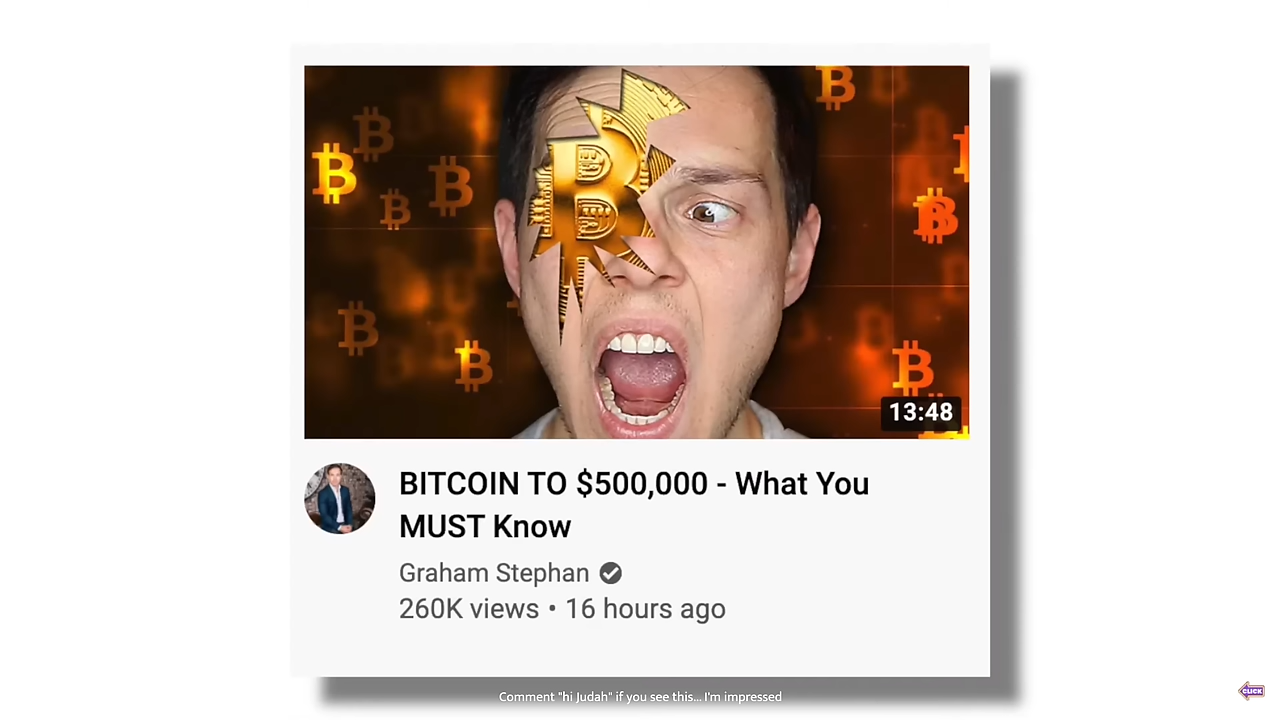 13:48
BITCOIN TO $500,000 - What You
MUST Know
Graham Stephan
260K views • 16 hours ago
Comment "hi Judah" if you see this... I'm impressed
CLICK